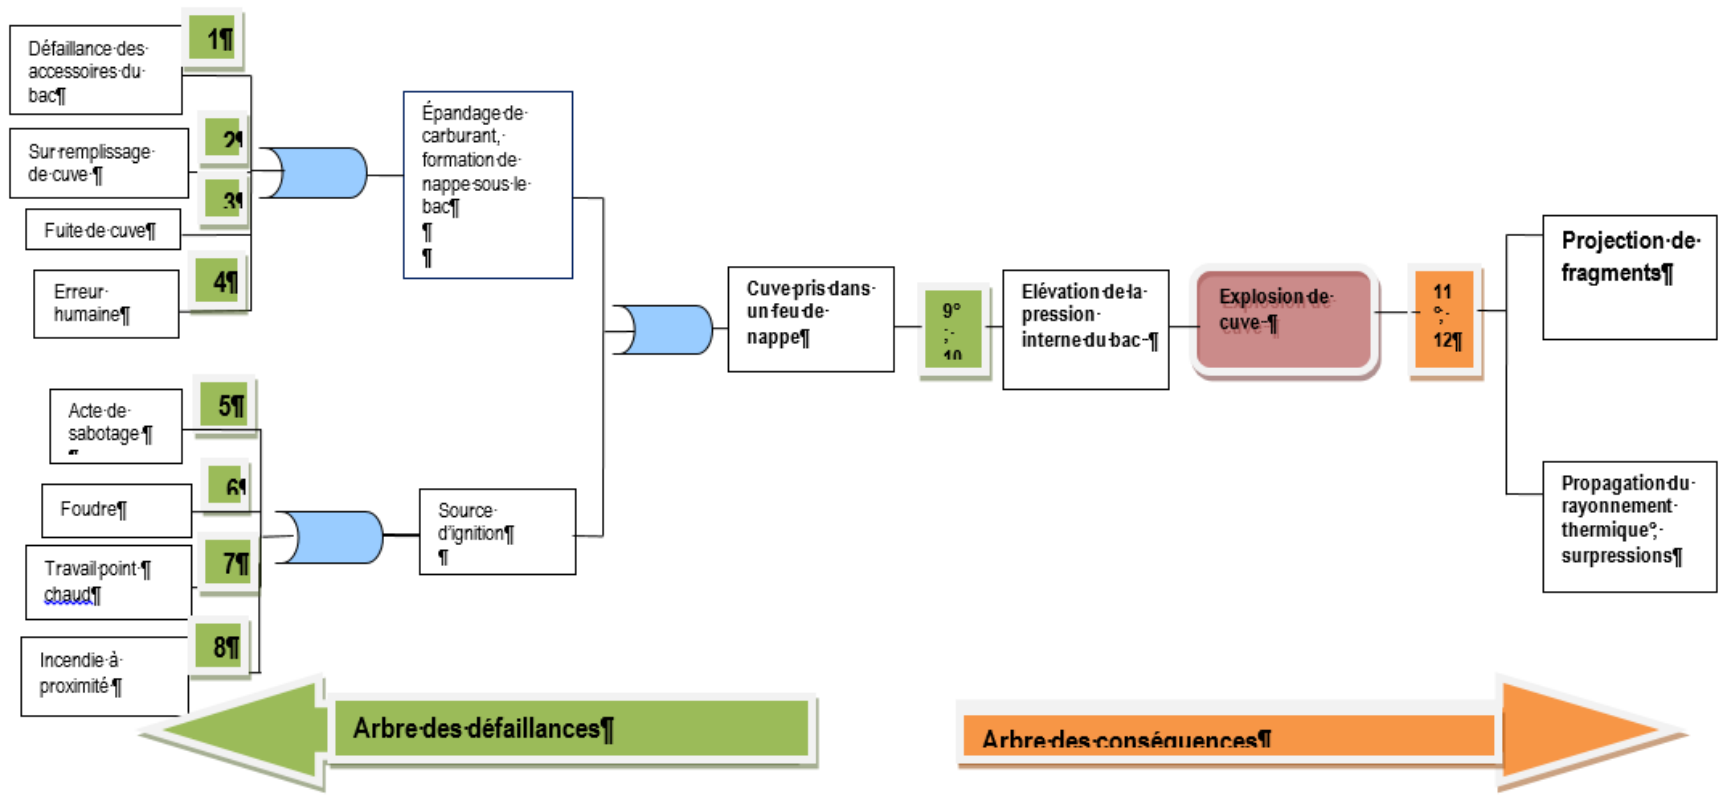 Défaillance·des·
accessoires·du·
bac¶
1¶
Sur·remplissage·
de·cuve·¶
2¶
3¶
Fuite·de·cuve¶
4¶
Erreur·
humaine¶
Épandage·de·
carburant,·
formation·de·
nappe·sous·le·
bac¶
¶
¶
Acte·de·
sabotage·¶
¶
5¶
Foudre¶
6¶
Travail·point·¶
chaud¶
7¶
Incendie·à·
proximité·¶
8¶
Source·
d'ignition¶
¶
Cuve·pris·dans·
un·feu·de·
nappe¶
9°
;·
10
Elévation·de·la·
pression·
interne·du·bac·¶
Explosion·de·
cuve·¶
11
°;·
12¶
Projection·de·
fragments¶
Propagation·du·
rayonnement·
thermique°;·
surpressions¶
Arbre·des·défaillances¶
Arbre·des·conséquences¶